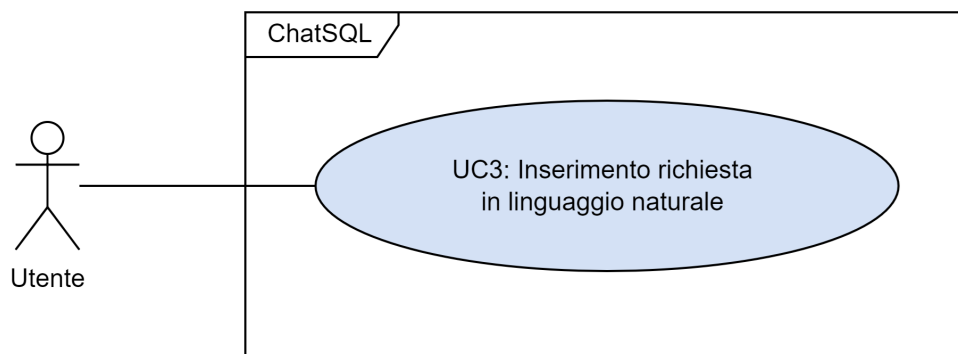 ChatSQL
UC3: Inserimento richiesta
in linguaggio naturale
Utente